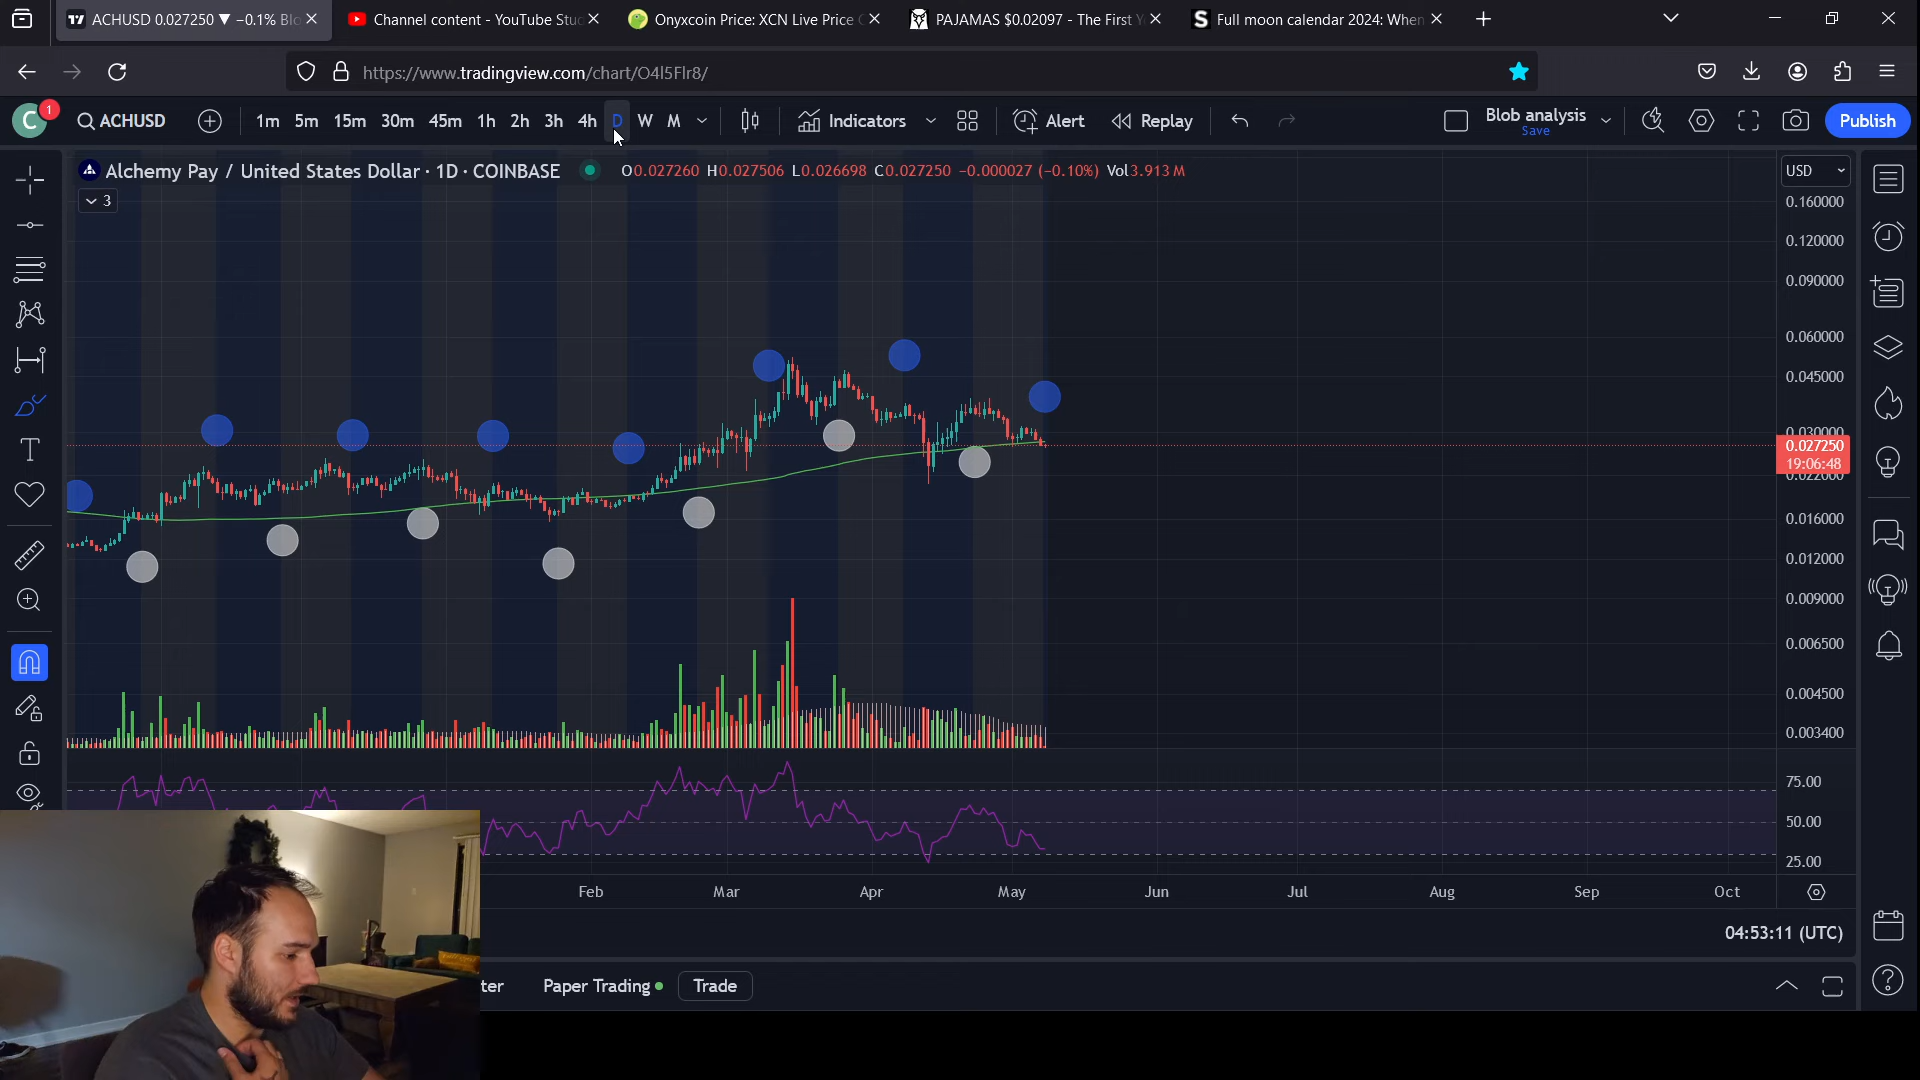 ACHUSD 0.027250 ▼ −0.1% Blo
Channel content - YouTube Stud
Onyxcoin Price: XCN Live Price C
PAJAMAS $0.02097 - The First Y
Full moon calendar 2024: When
https://www.tradingview.com/chart/O4l5FIr8/
C 1
ACHUSD
1m 5m 15m 30m 45m 1h 2h 3h 4h D W M
Indicators
Alert
Replay
Blob analysis
Save
Publish
Alchemy Pay / United States Dollar · 1D · COINBASE
O0.027260 H0.027506 L0.026698 C0.027250 −0.000027 (−0.10%) Vol3.913 M
3
USD
0.160000
0.120000
0.090000
0.060000
0.045000
0.030000
0.027250
19:06:48
0.022000
0.016000
0.012000
0.009000
0.006500
0.004500
0.003400
75.00
50.00
25.00
Feb Mar Apr May Jun Jul Aug Sep Oct
04:53:11 (UTC)
ter
Paper Trading
Trade